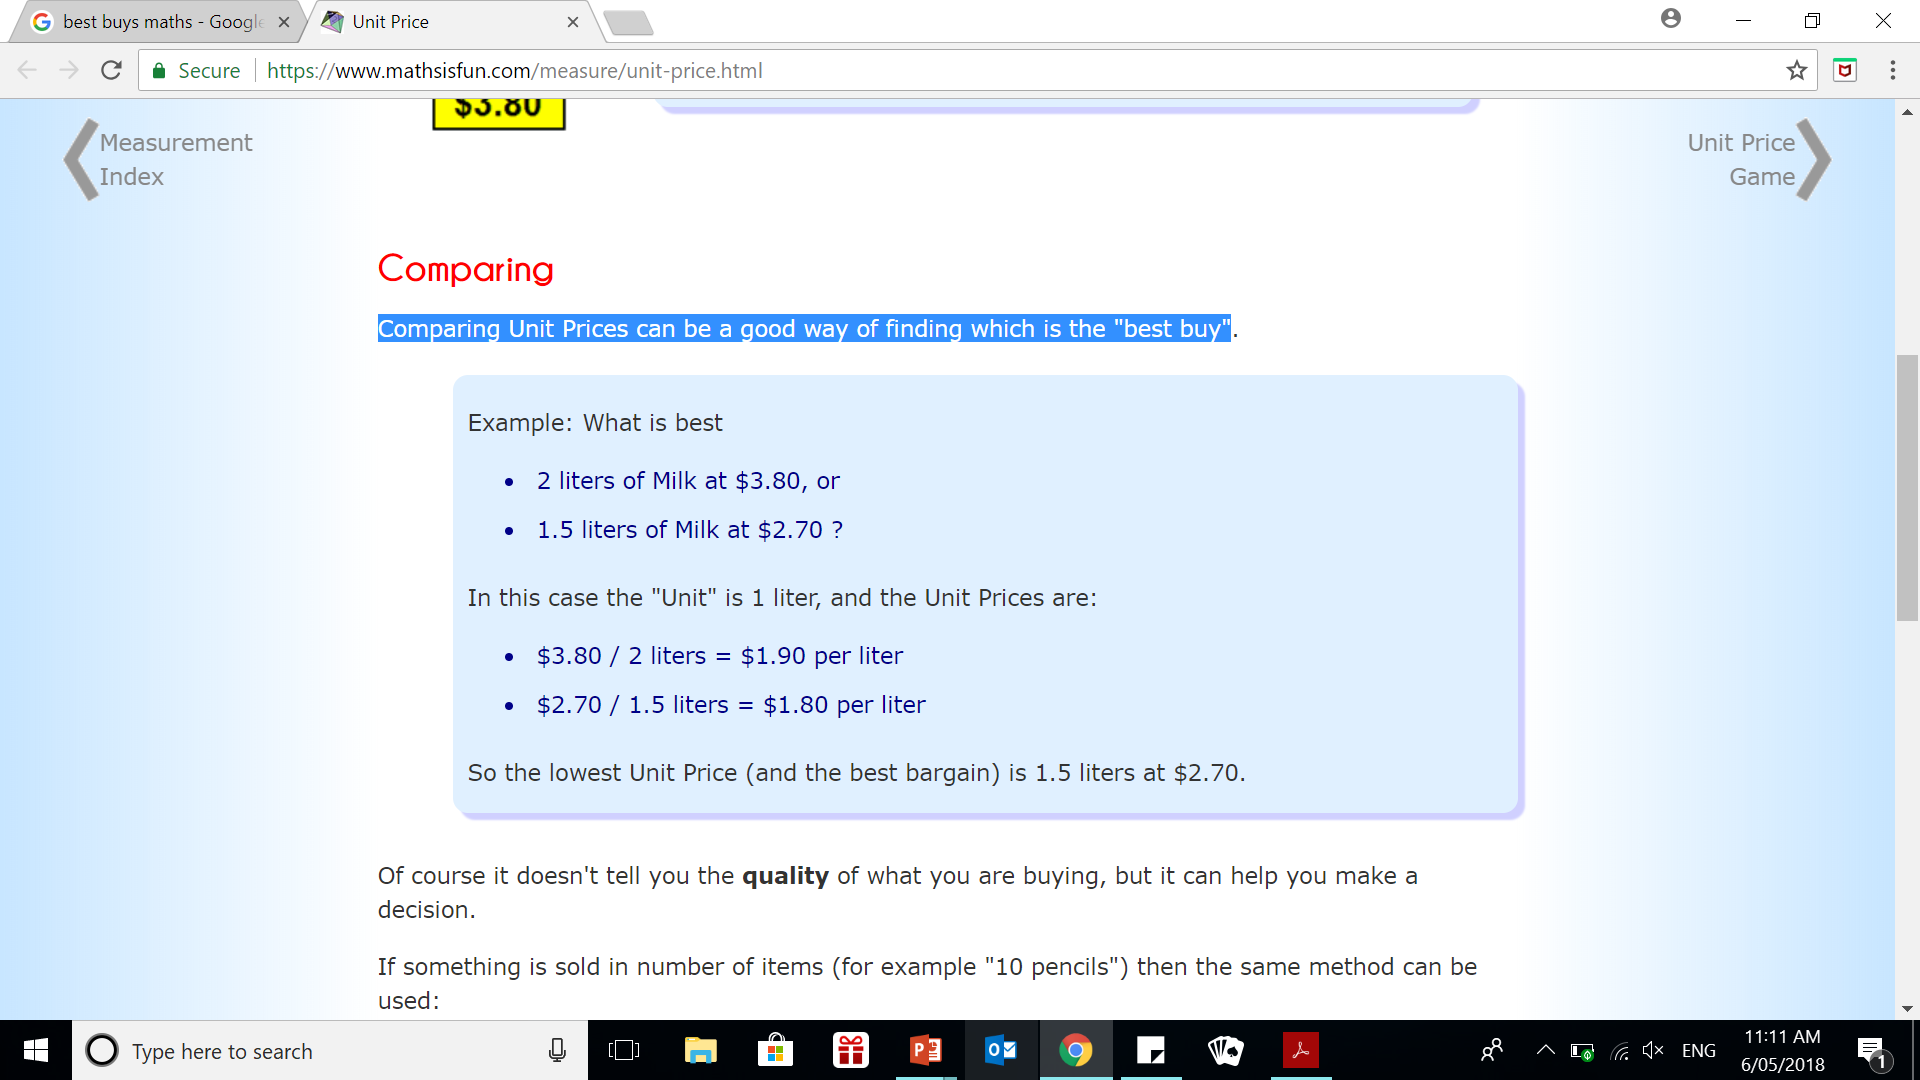 best buys maths - Googl
Unit Price
Secure
https://www.mathsisfun.com/measure/unit-price.html
$3.80
Measurement
Index
Unit Price
Game
Comparing
Comparing Unit Prices can be a good way of finding which is the "best buy".
Example: What is best
• 2 liters of Milk at $3.80, or
• 1.5 liters of Milk at $2.70 ?
In this case the "Unit" is 1 liter, and the Unit Prices are:
• $3.80 / 2 liters = $1.90 per liter
• $2.70 / 1.5 liters = $1.80 per liter
So the lowest Unit Price (and the best bargain) is 1.5 liters at $2.70.
Of course it doesn't tell you the quality of what you are buying, but it can help you make a
decision.
If something is sold in number of items (for example "10 pencils") then the same method can be
used:
Type here to search
ENG
11:11 AM
6/05/2018
1